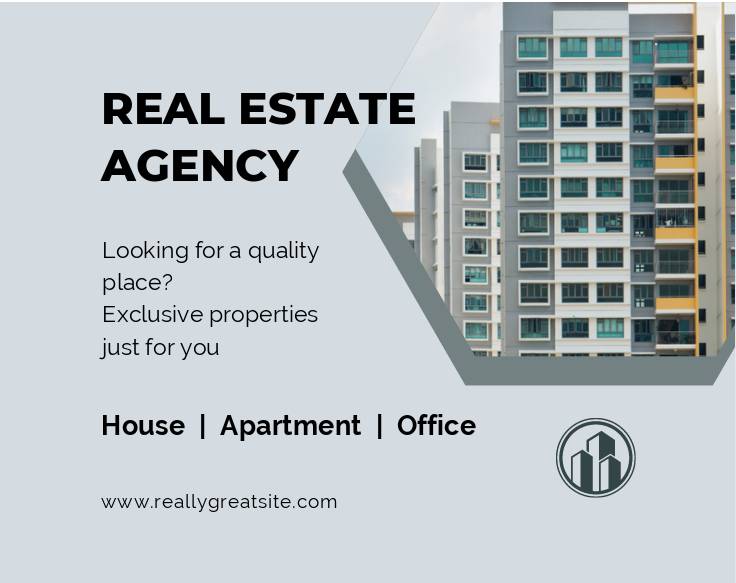 REAL ESTATE
AGENCY
Looking for a quality
place?
Exclusive properties
just for you
House | Apartment | Office
www.reallygreatsite.com